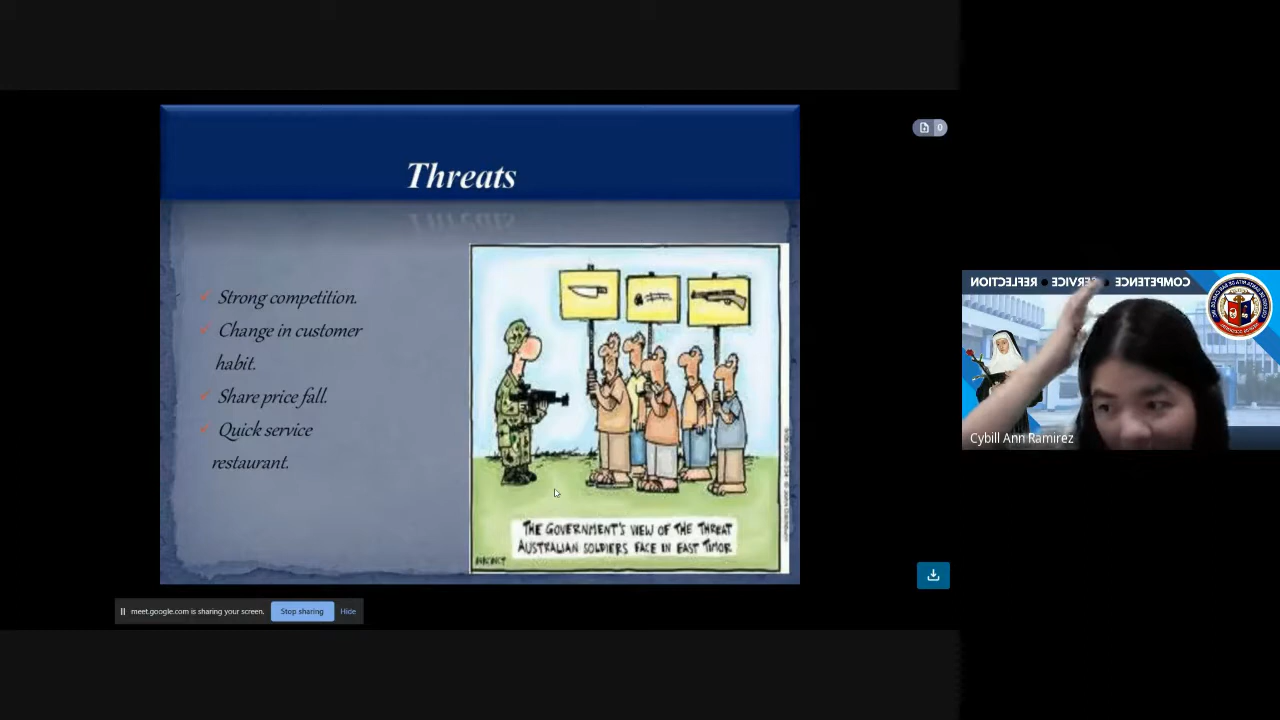 Threats
Strong competition.
Change in customer
habit.
Share price fall.
Quick service
restaurant.
THE GOVERNMENT'S VIEW OF THE THREAT
AUSTRALIAN SOLDIERS FACE IN EAST TIMOR
0
meet.google.com is sharing your screen.
Stop sharing
Hide
COMPETENCE ● SERVICE ● REFLECTION
Cybill Ann Ramirez